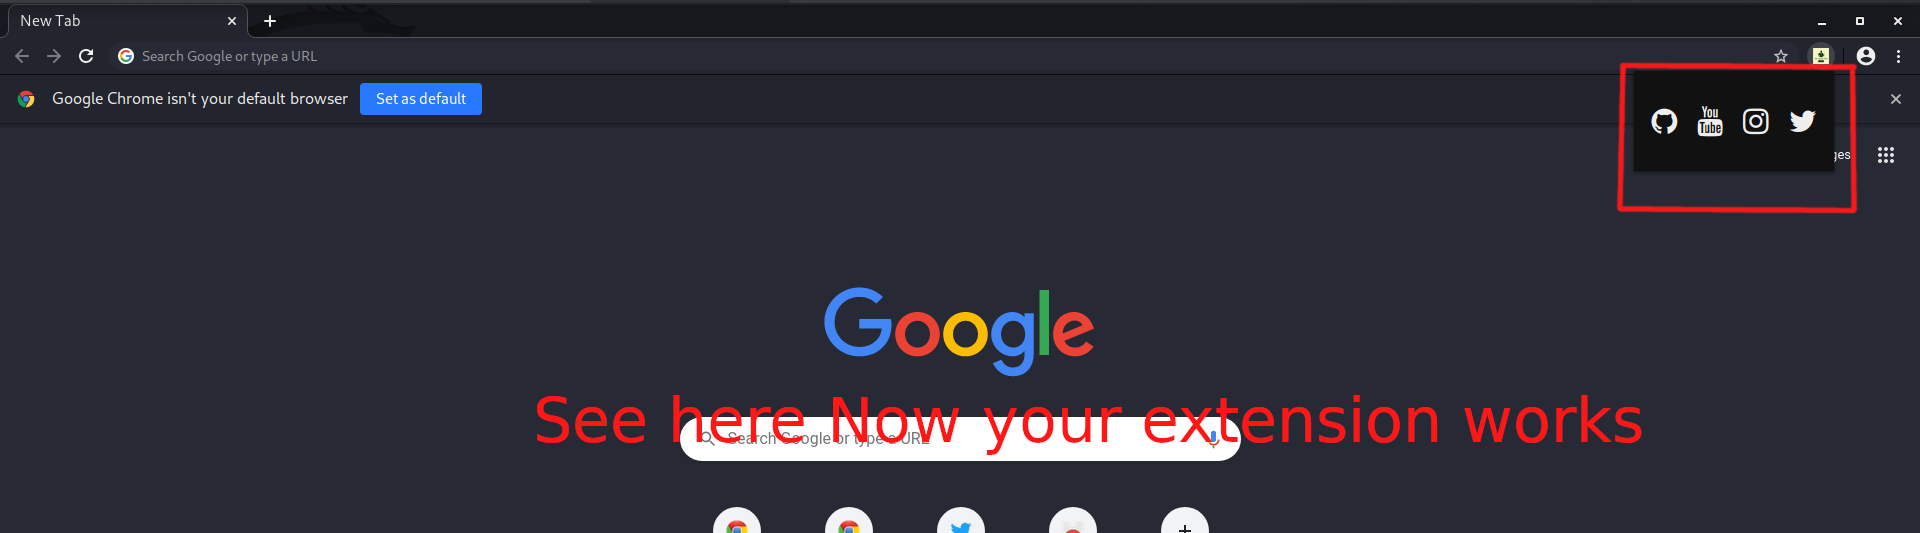 New Tab
Search Google or type a URL
Google Chrome isn't your default browser
Set as default
You
Tube
ges
Google
See here Now your extension works
Search Google or type a URL